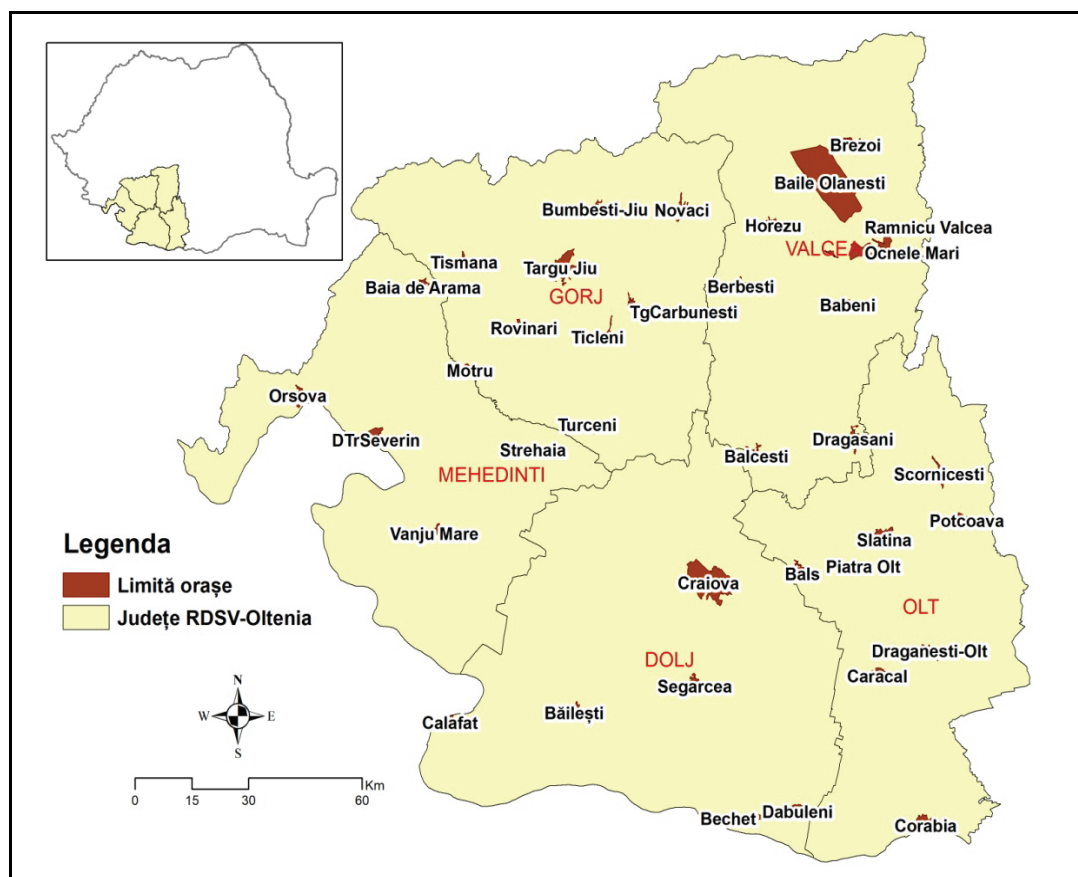 Brezoi
Baile Olanesti
Bumbesti-Jiu
Novaci
Horezu
Ramnicu Valcea
VALCE
Ocnele Mari
Tismana
Targu Jiu
Baia de Arama
GORJ
Berbesti
TgCarbunesti
Babeni
Rovinari
Ticleni
Motru
Orsova
Turceni
DTrSeverin
Strehaia
Balcesti
Dragasani
MEHEDINTI
Scornicesti
Vanju Mare
Potcoava
Slatina
Piatra Olt
Bals
Craiova
OLT
Draganesti-Olt
DOLJ
Caracal
Segarcea
Calafat
Băilești
Bechet
Dabuleni
Corabia
Legenda
Limită orașe
Județe RDSV-Oltenia
N
W
E
S
Km
0 15 30 60